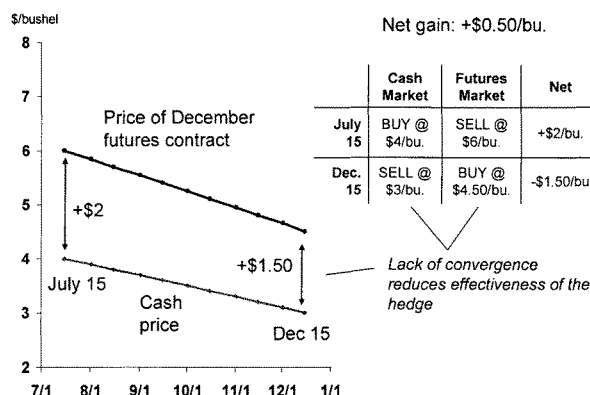 $/bushel
Net gain: +$0.50/bu.
8
7
6
5
4
3
2
Price of December
futures contract
+$2
+$1.50
July 15
Cash
price
Dec 15
7/1 8/1 9/1 10/1 11/1 12/1 1/1
Cash Market Futures Market Net
July 15 BUY @ $4/bu. SELL @ $6/bu. +$2/bu.
Dec. 15 SELL @ $3/bu. BUY @ $4.50/bu. -$1.50/bu
Lack of convergence
reduces effectiveness of the
hedge